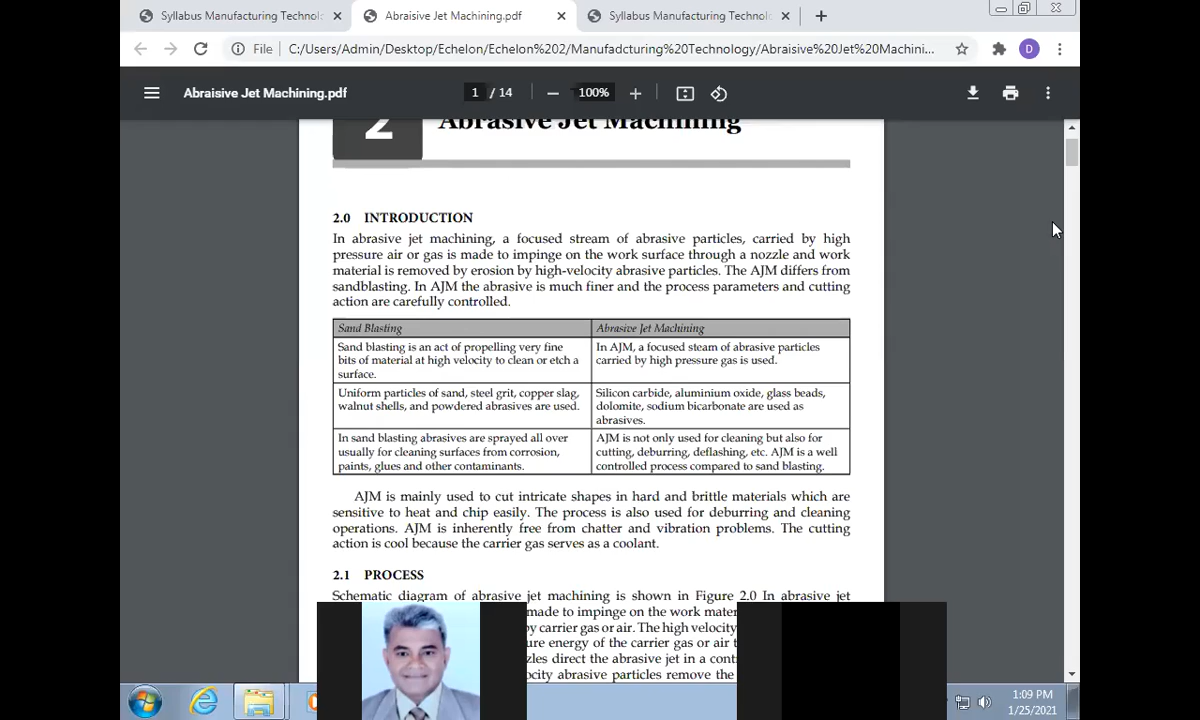 Syllabus Manufacturing Technol
Abraisive Jet Machining.pdf
Syllabus Manufacturing Technol
File
C:/Users/Admin/Desktop/Echelon/Echelon%202/Manufadcturing%20Technology/Abraisive%20Jet%20Machini...
D
Abraisive Jet Machining.pdf
1 / 14
100%
2
Abrasive Jet Machining
2.0 INTRODUCTION
In abrasive jet machining, a focused stream of abrasive particles, carried by high
pressure air or gas is made to impinge on the work surface through a nozzle and work
material is removed by erosion by high-velocity abrasive particles. The AJM differs from
sandblasting. In AJM the abrasive is much finer and the process parameters and cutting
action are carefully controlled.
Sand Blasting
Abrasive Jet Machining
Sand blasting is an act of propelling very fine
bits of material at high velocity to clean or etch a
surface.
In AJM, a focused steam of abrasive particles
carried by high pressure gas is used.
Uniform particles of sand, steel grit, copper slag,
walnut shells, and powdered abrasives are used.
Silicon carbide, aluminium oxide, glass beads,
dolomite, sodium bicarbonate are used as
abrasives.
In sand blasting abrasives are sprayed all over
usually for cleaning surfaces from corrosion,
paints, glues and other contaminants.
AJM is not only used for cleaning but also for
cutting, deburring, deflashing, etc. AJM is a well
controlled process compared to sand blasting.
AJM is mainly used to cut intricate shapes in hard and brittle materials which are
sensitive to heat and chip easily. The process is also used for deburring and cleaning
operations. AJM is inherently free from chatter and vibration problems. The cutting
action is cool because the carrier gas serves as a coolant.
2.1 PROCESS
Schematic diagram of abrasive jet machining is shown in Figure 2.0 In abrasive jet
made to impinge on the work mater
by carrier gas or air. The high velocity
ure energy of the carrier gas or air t
zles direct the abrasive jet in a cont
ocity abrasive particles remove the
1:09 PM
1/25/2021